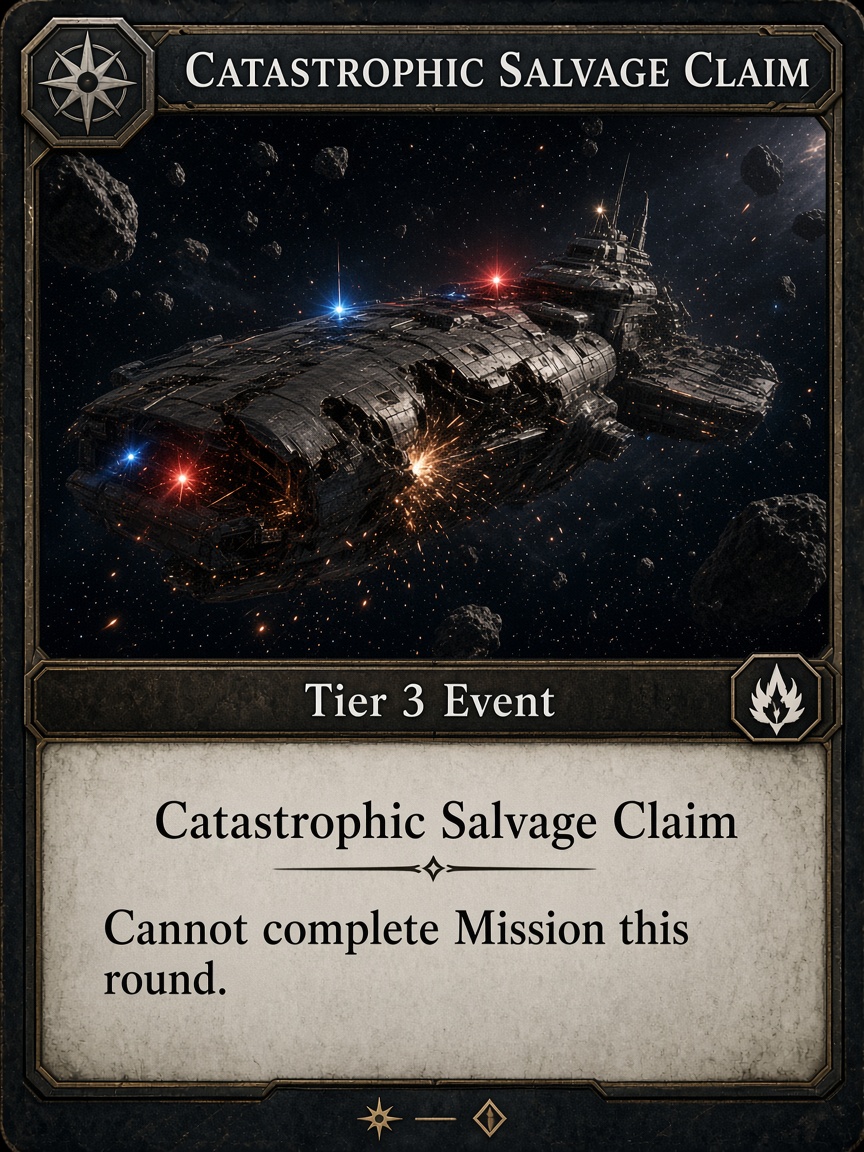 Catastrophic Salvage Claim
Tier 3 Event
Catastrophic Salvage Claim
Cannot complete Mission this
round.